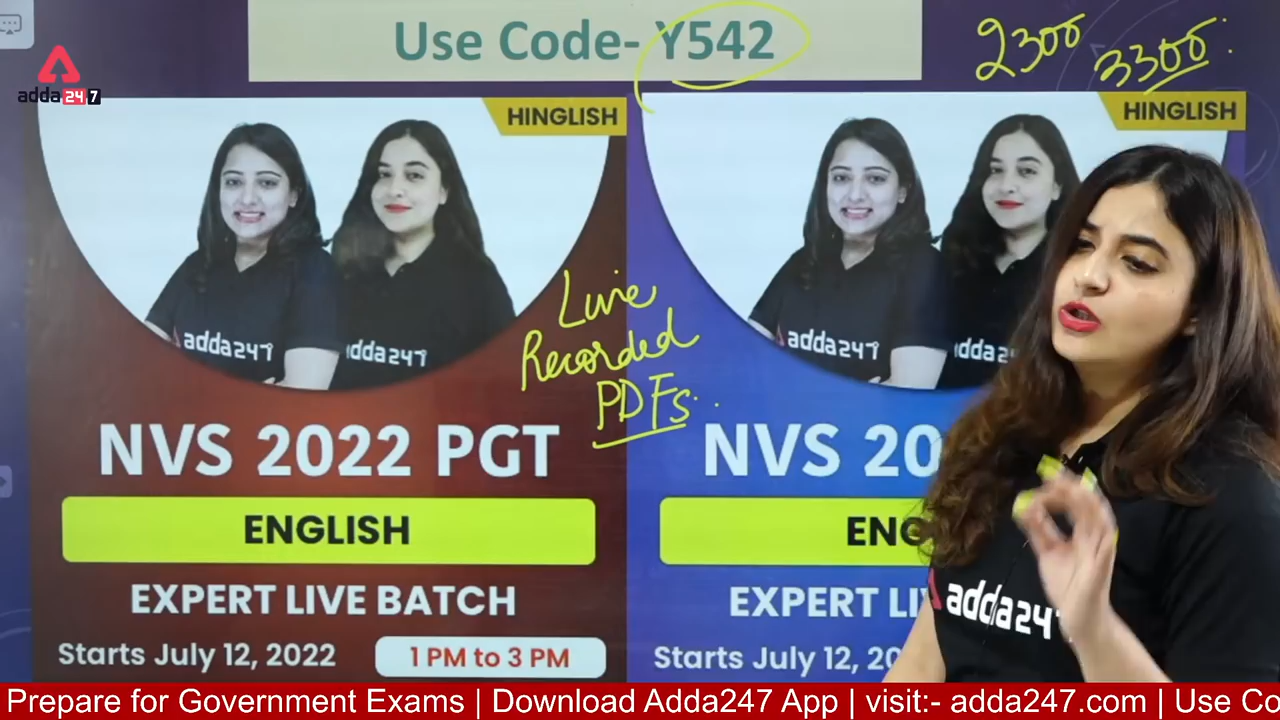 Use Code- Y542
2300
3300
adda247
HINGLISH
HINGLISH
adda247
adda247
adda247
adda2
Live
Recorded
PDFs
NVS 2022 PGT
NVS 20
ENGLISH
ENG
EXPERT LIVE BATCH
EXPERT LI
Starts July 12, 2022
1 PM to 3 PM
Starts July 12, 20
adda247
Prepare for Government Exams | Download Adda247 App | visit:- adda247.com | Use Co